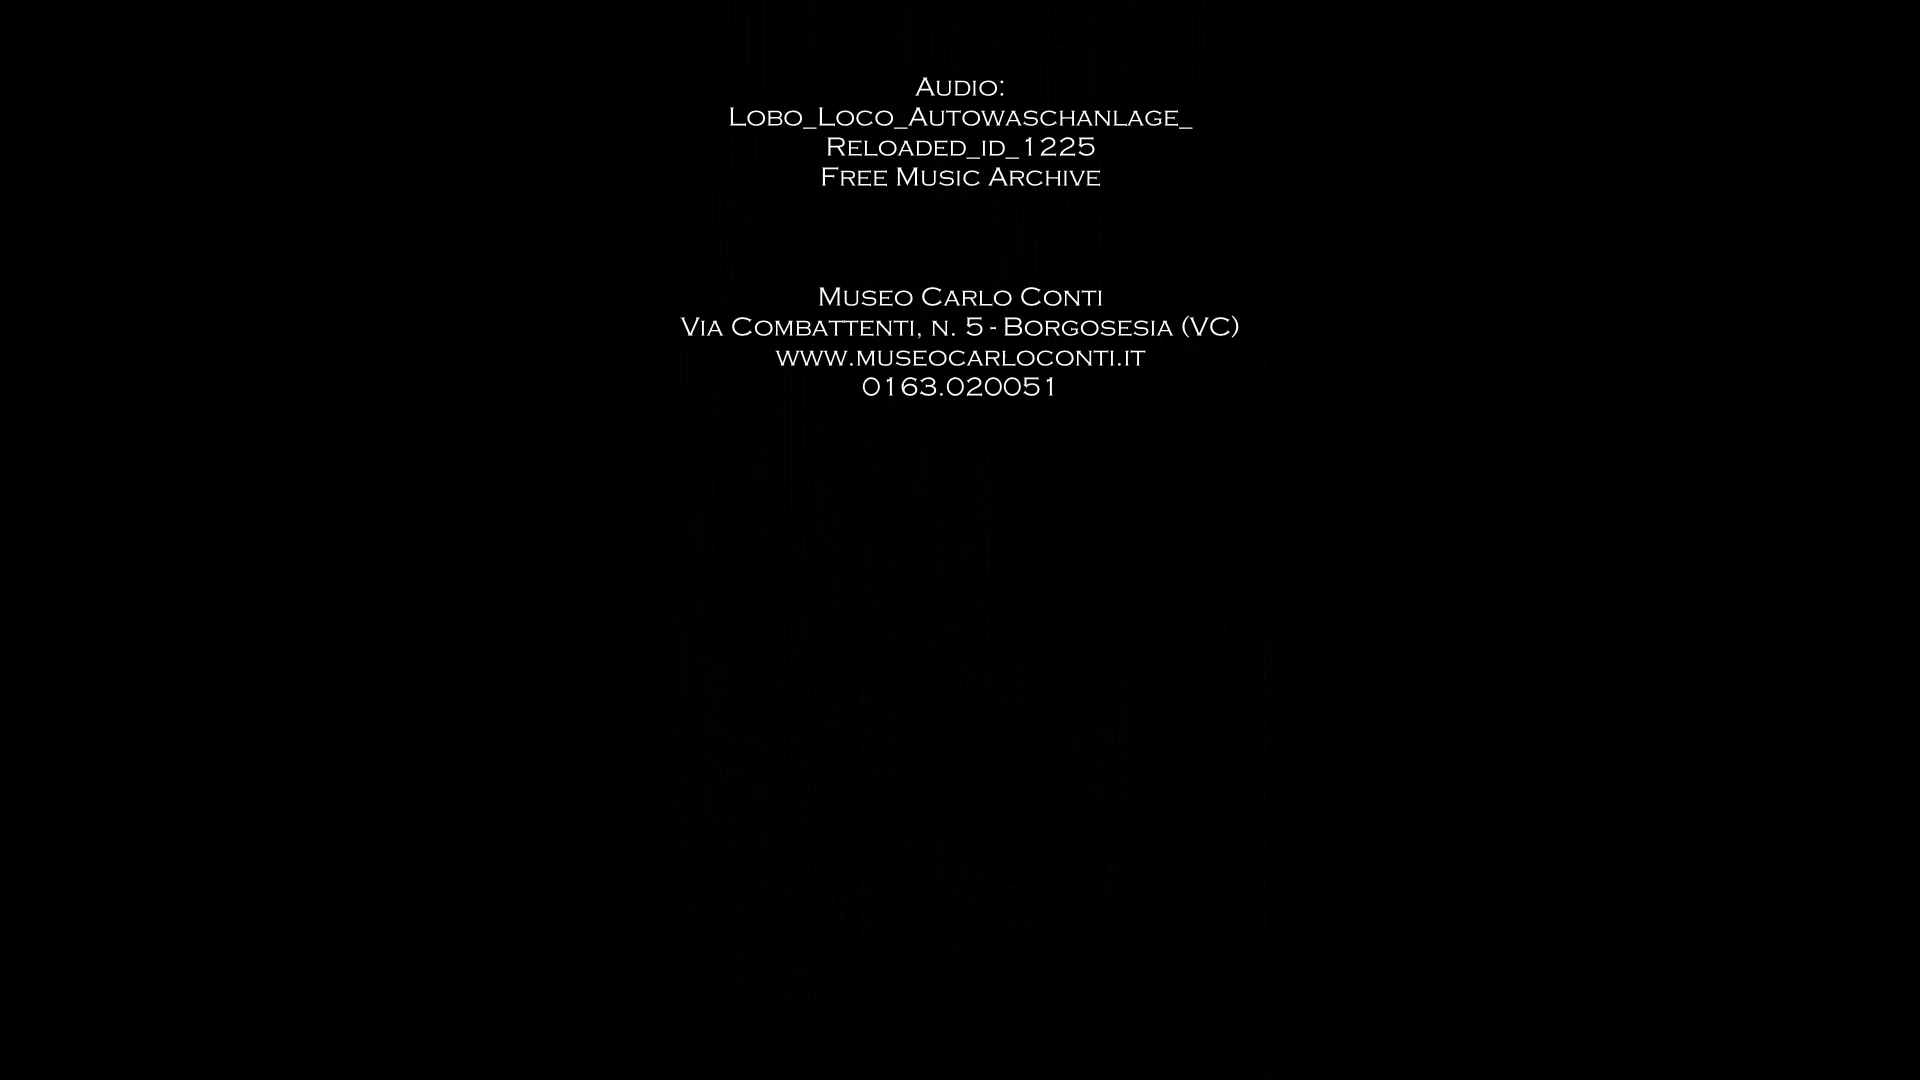 Audio:
Lobo_Loco_Autowaschanlage_
Reloaded_id_1225
Free Music Archive
Museo Carlo Conti
Via Combattenti, n. 5 - Borgosesia (VC)
www.museocarloconti.it
0163.020051